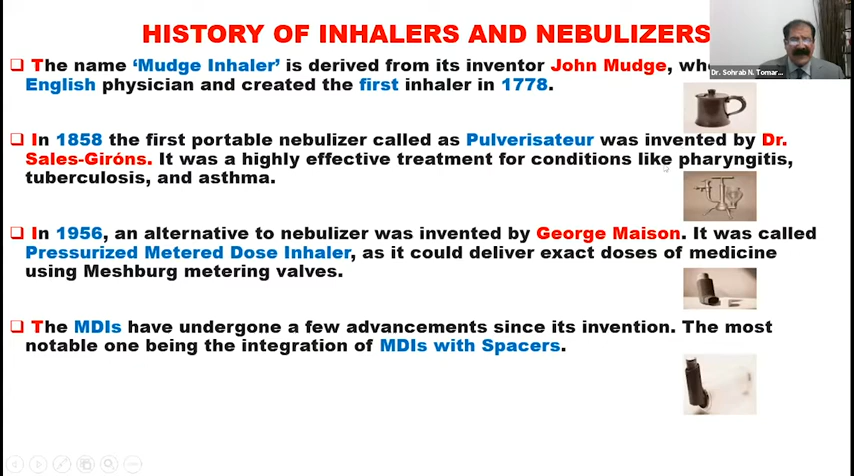 HISTORY OF INHALERS AND NEBULIZERS
Dr. Sohrab N. Tomar...
The name ‘Mudge Inhaler’ is derived from its inventor John Mudge,
English physician and created the first inhaler in 1778.
In 1858 the first portable nebulizer called as Pulverisateur was invented by Dr.
Sales-Giróns. It was a highly effective treatment for conditions like pharyngitis,
tuberculosis, and asthma.
In 1956, an alternative to nebulizer was invented by George Maison. It was called
Pressurized Metered Dose Inhaler, as it could deliver exact doses of medicine
using Meshburg metering valves.
The MDIs have undergone a few advancements since its invention. The most
notable one being the integration of MDIs with Spacers.